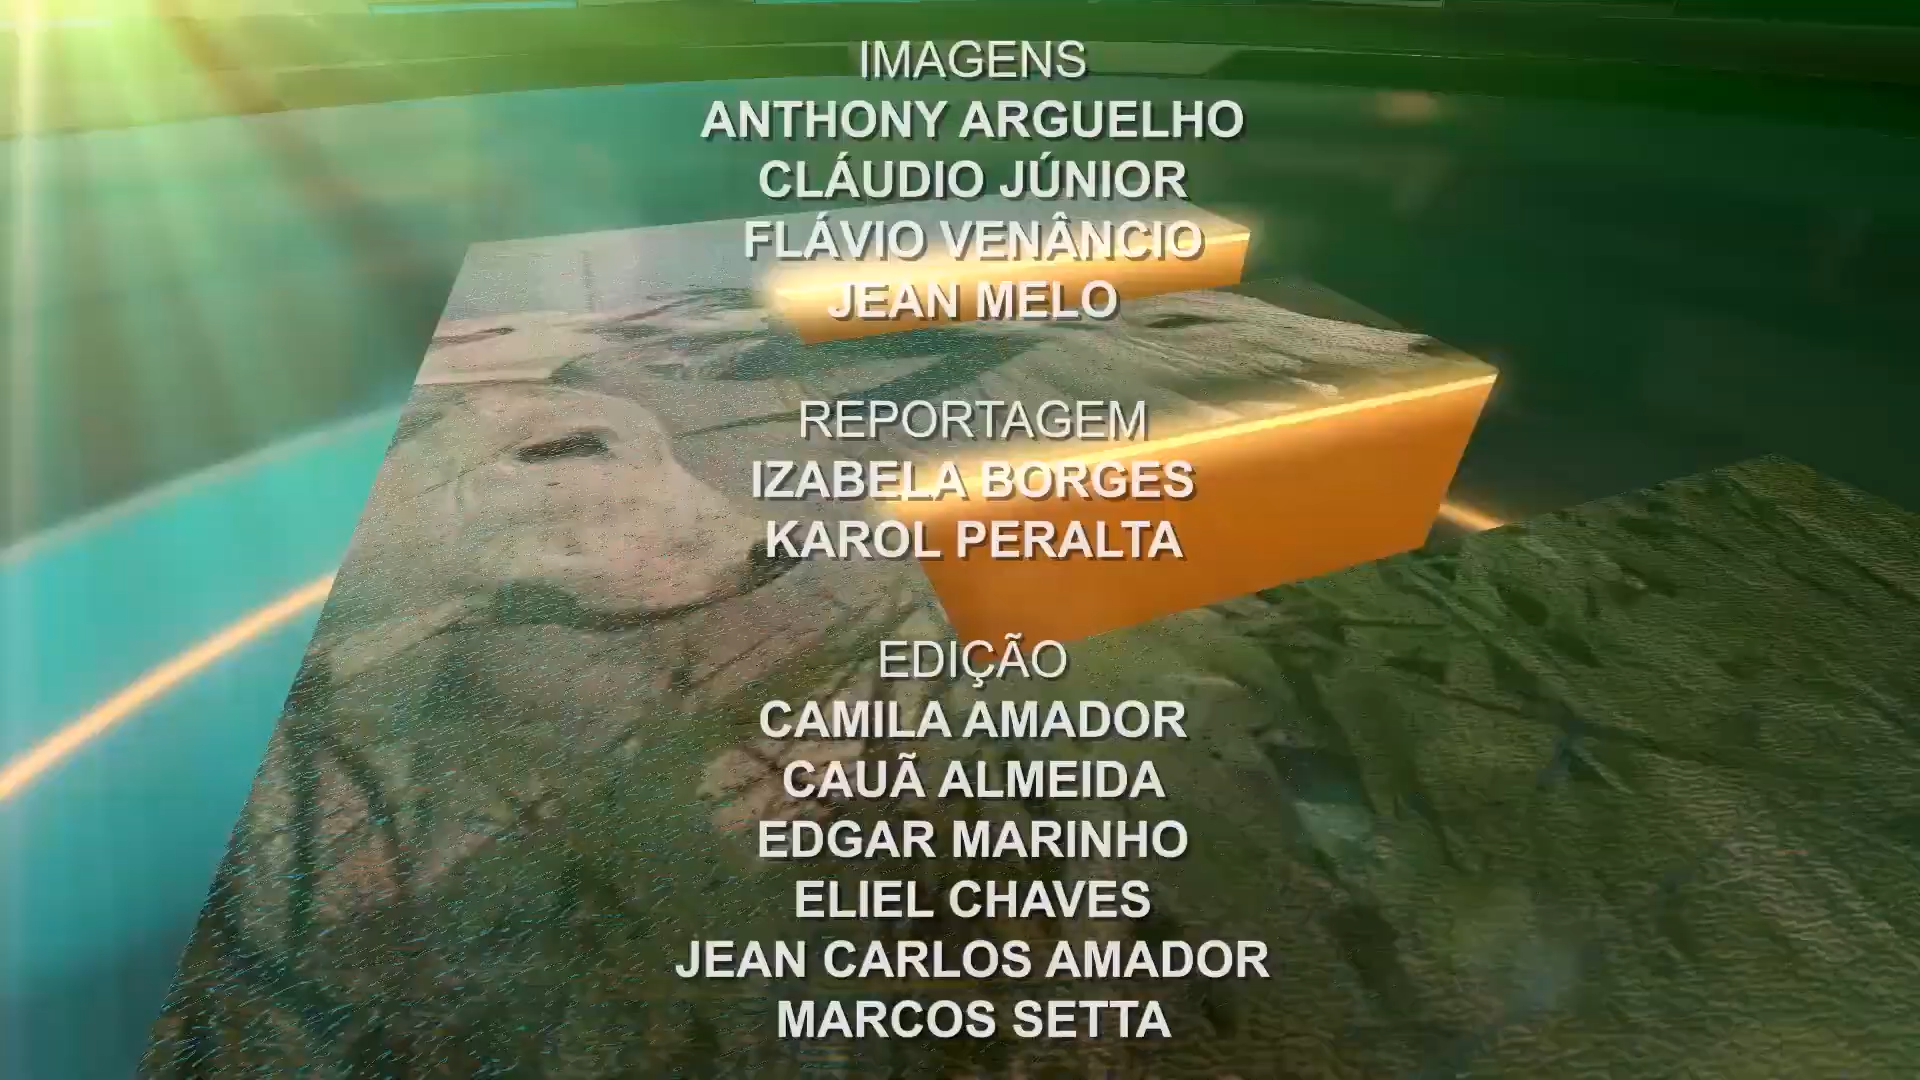 IMAGENS
ANTHONY ARGUELHO
CLÁUDIO JÚNIOR
FLÁVIO VENÂNCIO
JEAN MELO
REPORTAGEM
IZABELA BORGES
KAROL PERALTA
EDIÇÃO
CAMILA AMADOR
CAUÃ ALMEIDA
EDGAR MARINHO
ELIEL CHAVES
JEAN CARLOS AMADOR
MARCOS SETTA